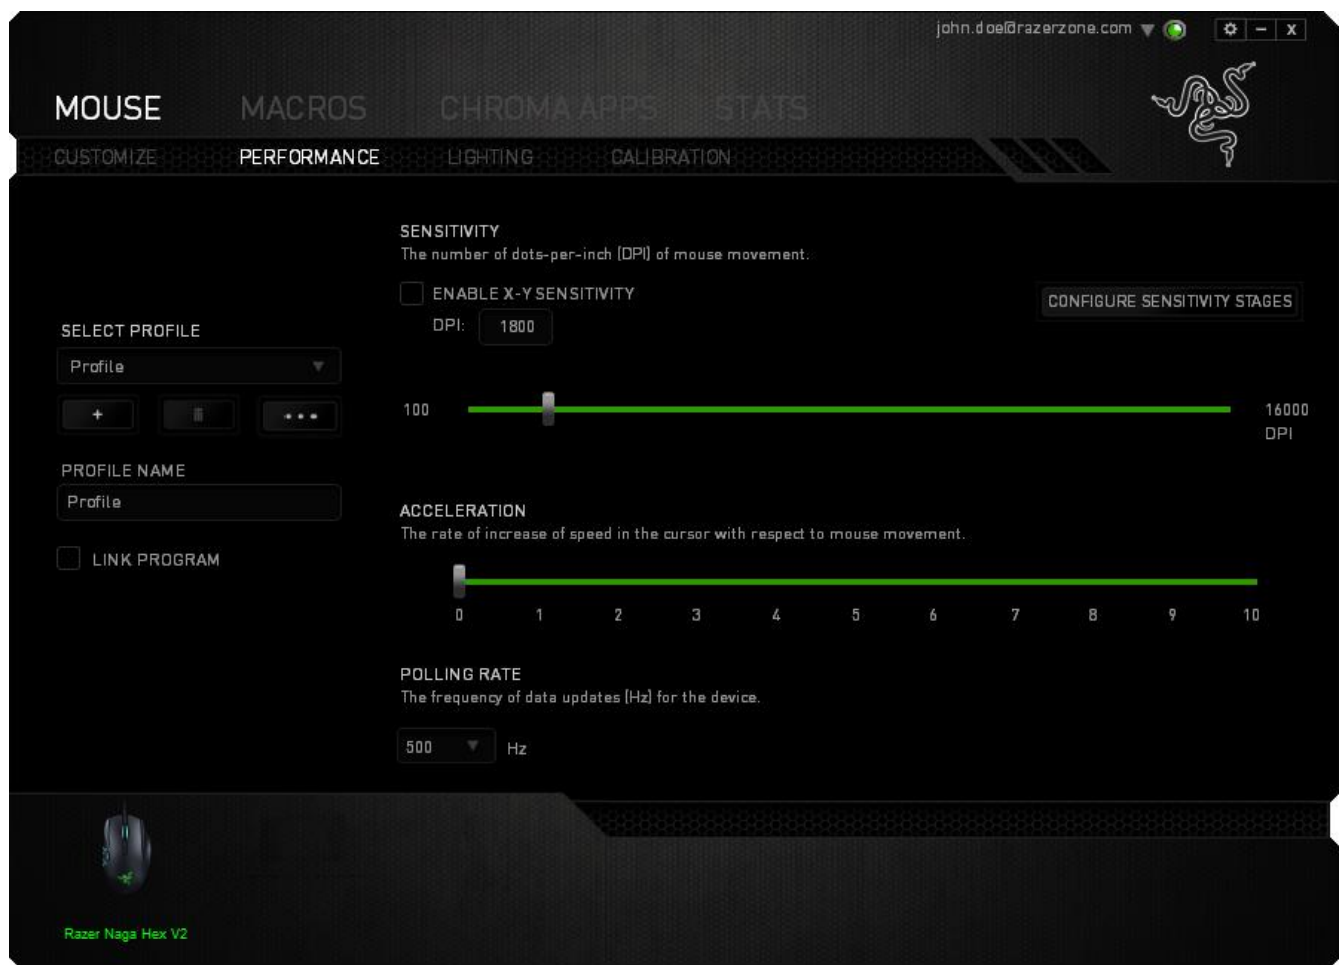 john.doe@razerzone.com
MOUSE MACROS CHROMA APPS STATS
CUSTOMIZE PERFORMANCE LIGHTING CALIBRATION
SENSITIVITY
The number of dots-per-inch (DPI) of mouse movement.
ENABLE X-Y SENSITIVITY
CONFIGURE SENSITIVITY STAGES
DPI: 1800
SELECT PROFILE
Profile
100 16000
DPI
PROFILE NAME
Profile
ACCELERATION
The rate of increase of speed in the cursor with respect to mouse movement.
LINK PROGRAM
0 1 2 3 4 5 6 7 8 9 10
POLLING RATE
The frequency of data updates (Hz) for the device.
500 Hz
Razer Naga Hex V2